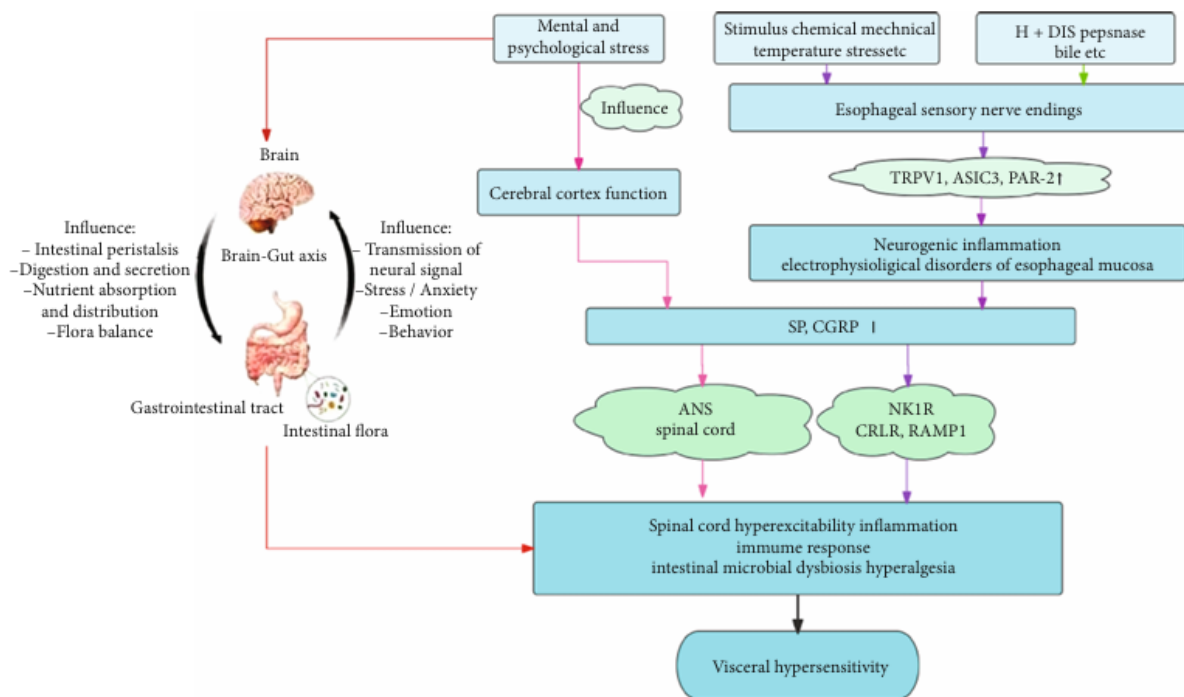 Mental and
psychological stress
Stimulus chemical mechnical
temperature stressetc
H + DIS pepsnase
bile etc
Influence
Esophageal sensory nerve endings
Brain
TRPV1, ASIC3, PAR-2↑
Cerebral cortex function
Influence:
– Intestinal peristalsis
–Digestion and secretion
–Nutrient absorption
and distribution
–Flora balance
Brain-Gut axis
Influence:
– Transmission of
neural signal
–Stress / Anxiety
–Emotion
–Behavior
Neurogenic inflammation
electrophysioligical disorders of esophageal mucosa
SP, CGRP ı
Gastrointestinal tract
Intestinal flora
ANS
spinal cord
NK1R
CRLR, RAMP1
Spinal cord hyperexcitability inflammation
immume response
intestinal microbial dysbiosis hyperalgesia
Visceral hypersensitivity